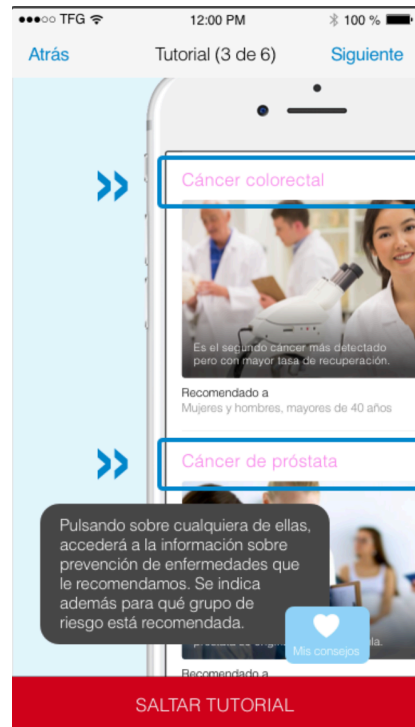 TFG 12:00 PM 100 %
Atrás Tutorial (3 de 6) Siguiente
Cáncer colorectal
Es el segundo cáncer más detectado
pero con mayor tasa de recuperación.
Recomendado a
Mujeres y hombres, mayores de 40 años
Cáncer de próstata
Pulsando sobre cualquiera de ellas,
accederá a la información sobre
prevención de enfermedades que
le recomendamos. Se indica
además para qué grupo de
riesgo está recomendada.
Mis consejos
Recomendado a
SALTAR TUTORIAL